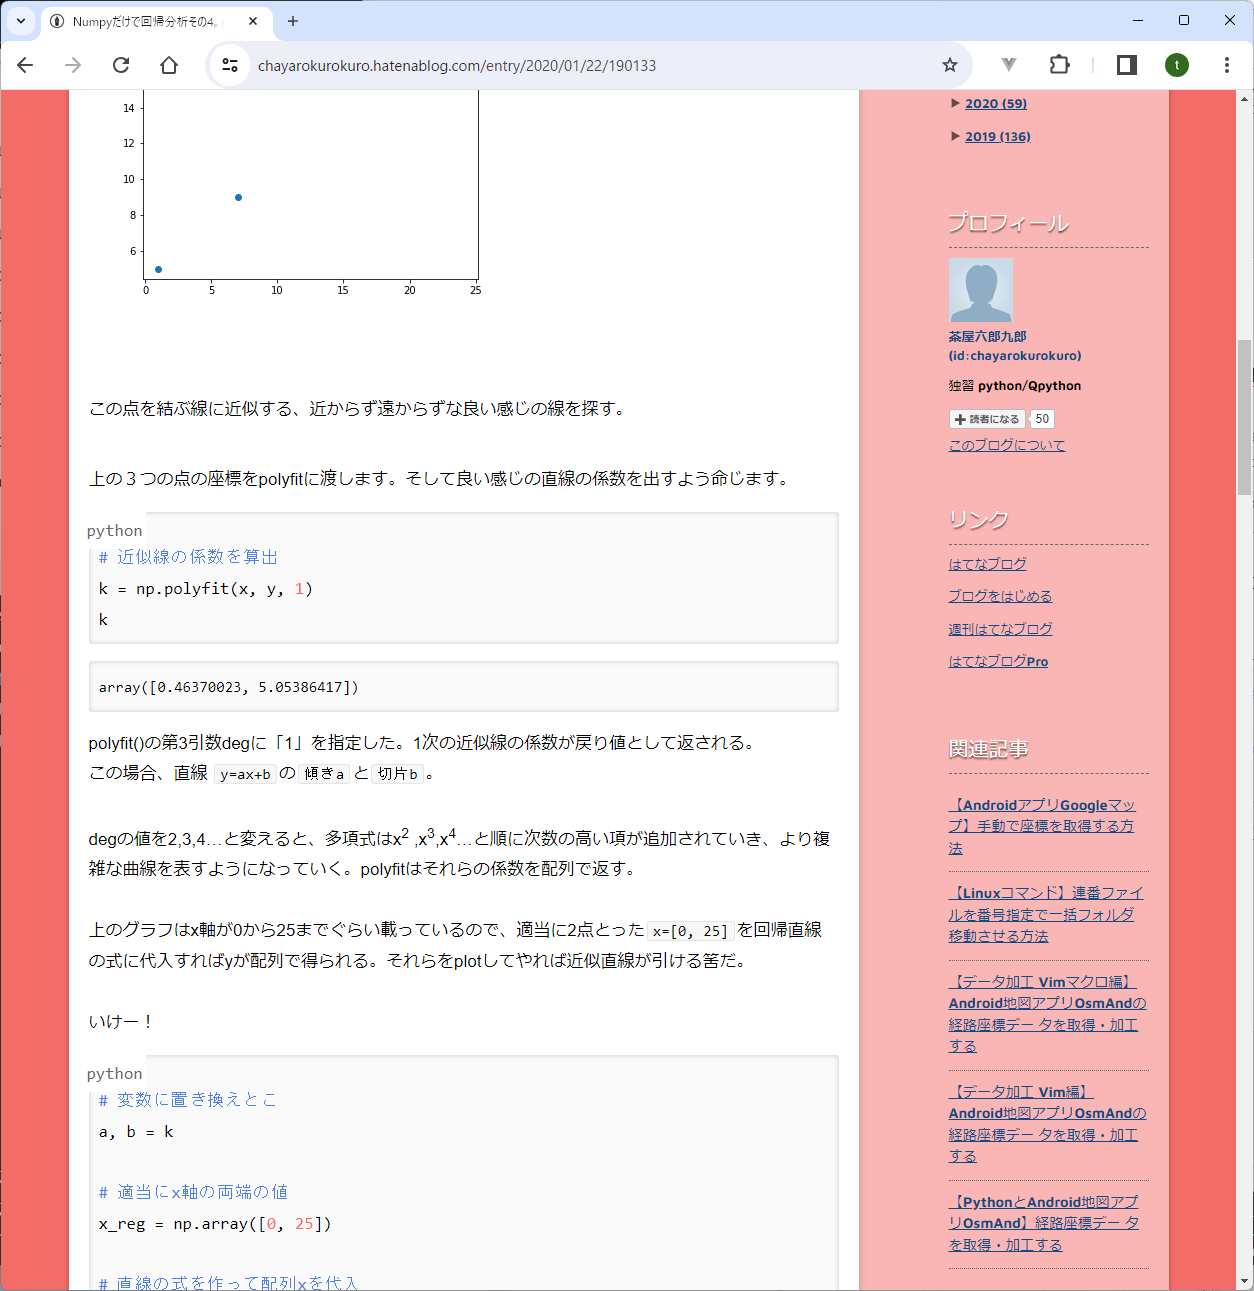 Numpyだけで回帰分析その4。
chayarokurokuro.hatenablog.com/entry/2020/01/22/190133
t
14
12
10
8
6
0 5 10 15 20 25
この点を結ぶ線に近似する、近からず遠からずな良い感じの線を探す。
上の３つの点の座標をpolyfitに渡します。そして良い感じの直線の係数を出すよう命じます。
python
# 近似線の係数を算出
k = np.polyfit(x, y, 1)
k
array([0.46370023, 5.05386417])
polyfit()の第3引数degに「1」を指定した。1次の近似線の係数が戻り値として返される。
この場合、直線 y=ax+b の 傾きa と 切片b 。
degの値を2,3,4…と変えると、多項式はx² ,x³,x⁴…と順に次数の高い項が追加されていき、より複
雑な曲線を表すようになっていく。polyfitはそれらの係数を配列で返す。
上のグラフはx軸が0から25までぐらい載っているので、適当に2点とった x=[0, 25] を回帰直線
の式に代入すればyが配列で得られる。それらをplotしてやれば近似直線が引ける筈だ。
いけー！
python
# 変数に置き換えとこ
a, b = k
# 適当にx軸の両端の値
x_reg = np.array([0, 25])
# 直線の式を作って配列xを代入
2020 (59)
2019 (136)
プロフィール
茶屋六郎九郎
(id:chayarokurokuro)
独習 python/Qpython
読者になる 50
このブログについて
リンク
はてなブログ
ブログをはじめる
週刊はてなブログ
はてなブログPro
関連記事
【AndroidアプリGoogleマッ
プ】手動で座標を取得する方
法
【Linuxコマンド】連番ファイ
ルを番号指定で一括フォルダ
移動させる方法
【データ加工 Vimマクロ編】
Android地図アプリOsmAndの
経路座標デー タを取得・加工
する
【データ加工 Vim編】
Android地図アプリOsmAndの
経路座標デー タを取得・加工
する
【PythonとAndroid地図アプ
リOsmAnd】経路座標デー タ
を取得・加工する